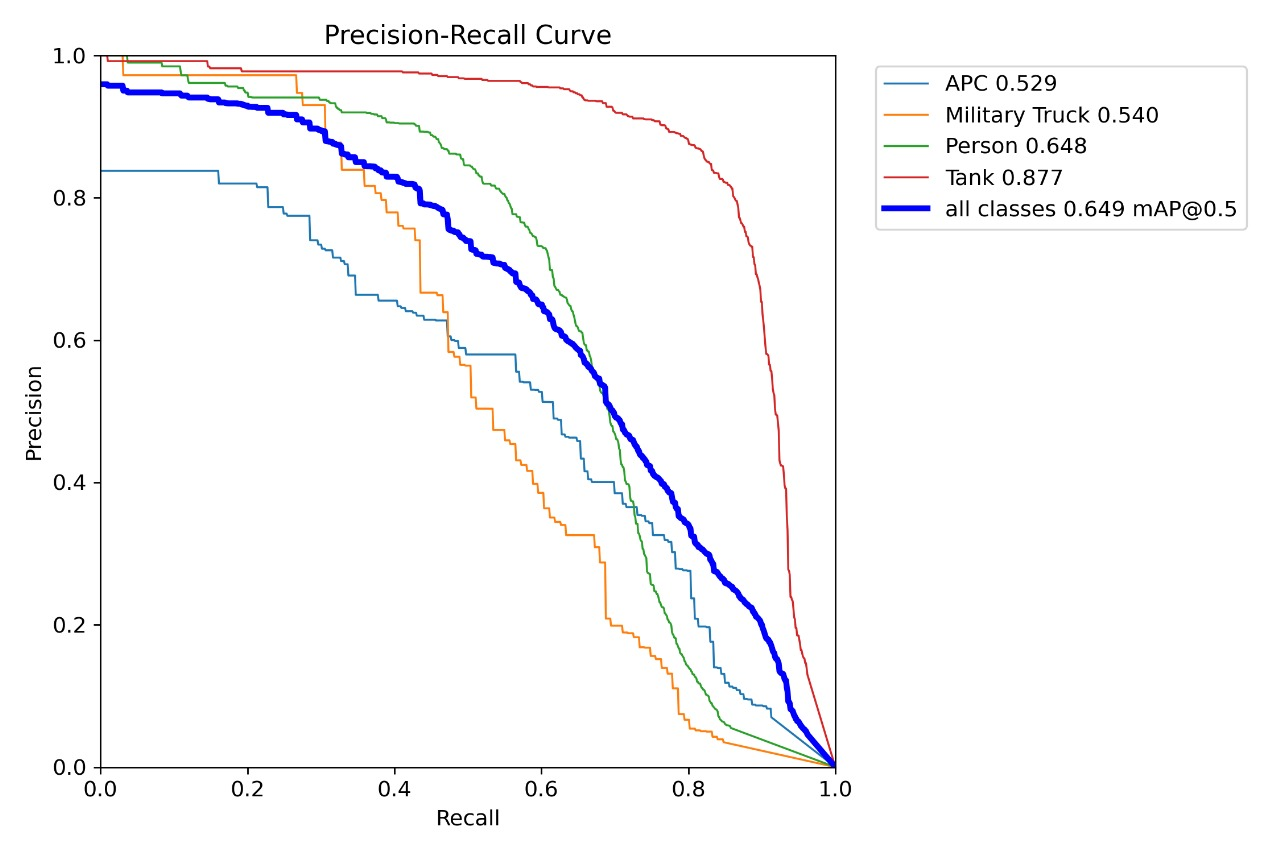 Precision-Recall Curve
1.0
0.8
0.6
0.4
0.2
0.0
Precision
0.0 0.2 0.4 0.6 0.8 1.0
Recall
APC 0.529
Military Truck 0.540
Person 0.648
Tank 0.877
all classes 0.649 mAP@0.5